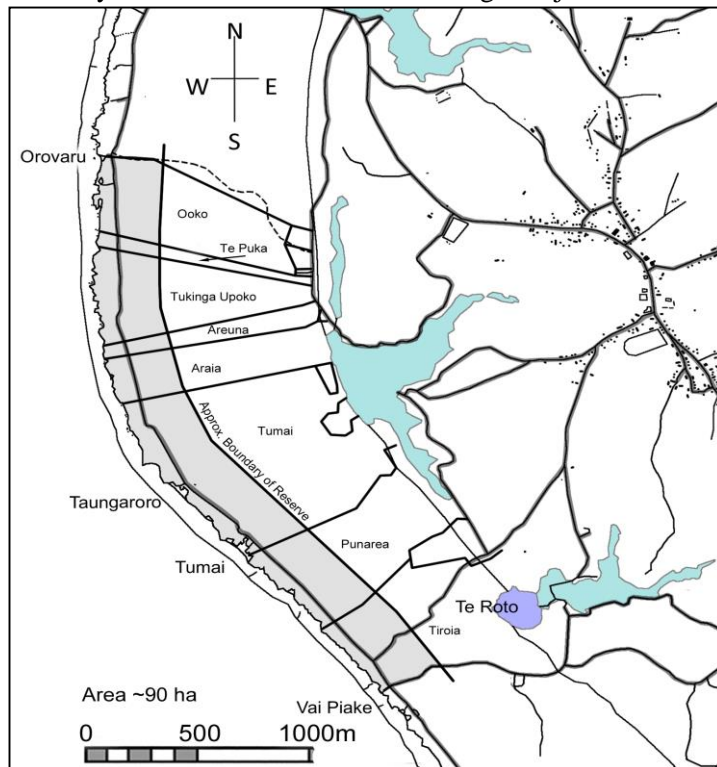 N
W E
S
Orovaru
Ooko
Te Puka
Tukinga Upoko
Areuna
Araia
Tumai
Approx. Boundary of Reserve
Taungaroro
Punarea
Tumai
Te Roto
Tiroia
Area ~90 ha
Vai Piake
0 500 1000m